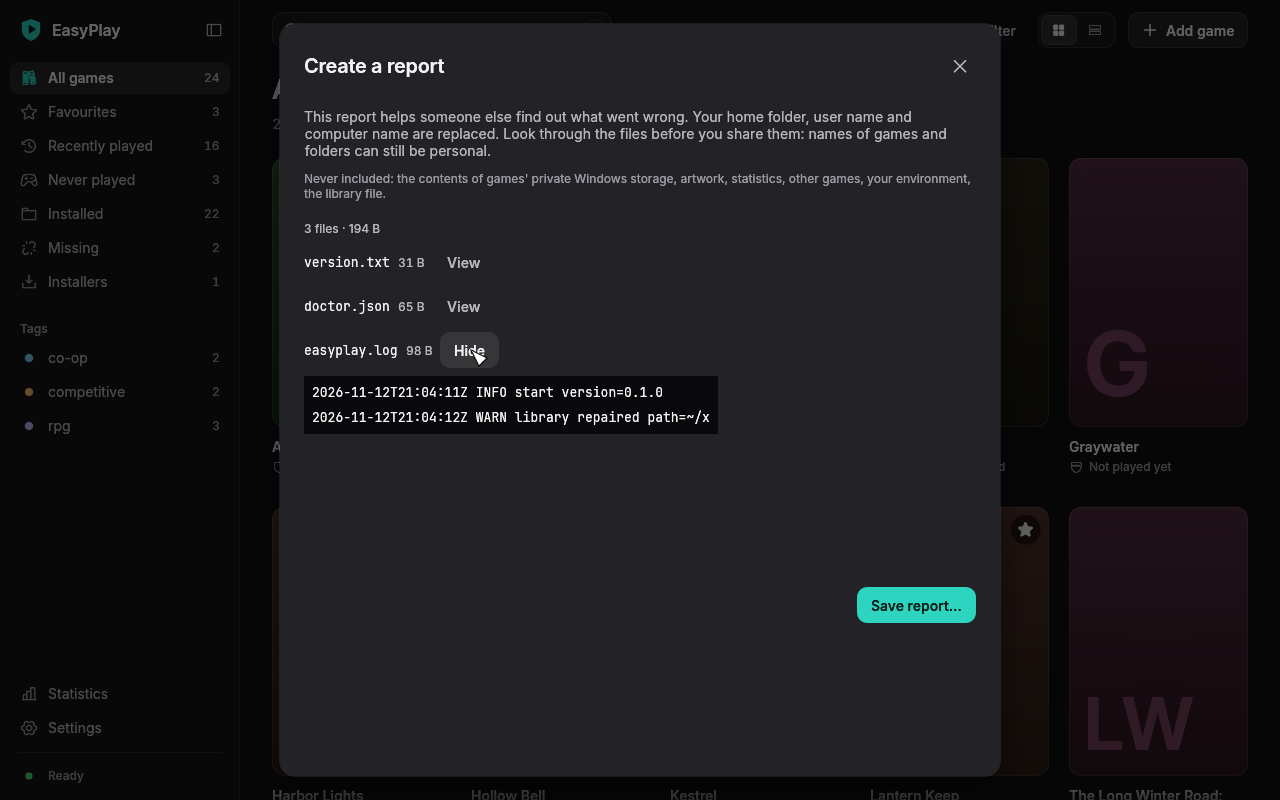 EasyPlay
All games 24
Favourites 3
Recently played 16
Never played 3
Installed 22
Missing 2
Installers 1
Tags
co-op 2
competitive 2
rpg 3
Statistics
Settings
Ready
Add game
Create a report
This report helps someone else find out what went wrong. Your home folder, user name and
computer name are replaced. Look through the files before you share them: names of games and
folders can still be personal.
Never included: the contents of games' private Windows storage, artwork, statistics, other games, your environment,
the library file.
3 files · 194 B
version.txt 31 B View
doctor.json 65 B View
easyplay.log 98 B Hide
2026-11-12T21:04:11Z INFO start version=0.1.0
2026-11-12T21:04:12Z WARN library repaired path=~/x
Save report...
G
Graywater
Not played yet
LW
Harbor Lights
Hollow Bell
Kestrel
Lantern Keep
The Long Winter Road: